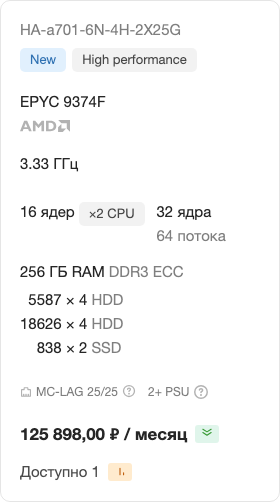 HA-a701-6N-4H-2X25G
New High performance
EPYC 9374F
AMD
3.33 ГГц
16 ядер ×2 CPU 32 ядра
64 потока
256 ГБ RAM DDR3 ECC
5587 × 4 HDD
18626 × 4 HDD
838 × 2 SSD
MC-LAG 25/25 ? 2+ PSU ?
125 898,00 ₽ / месяц
Доступно 1